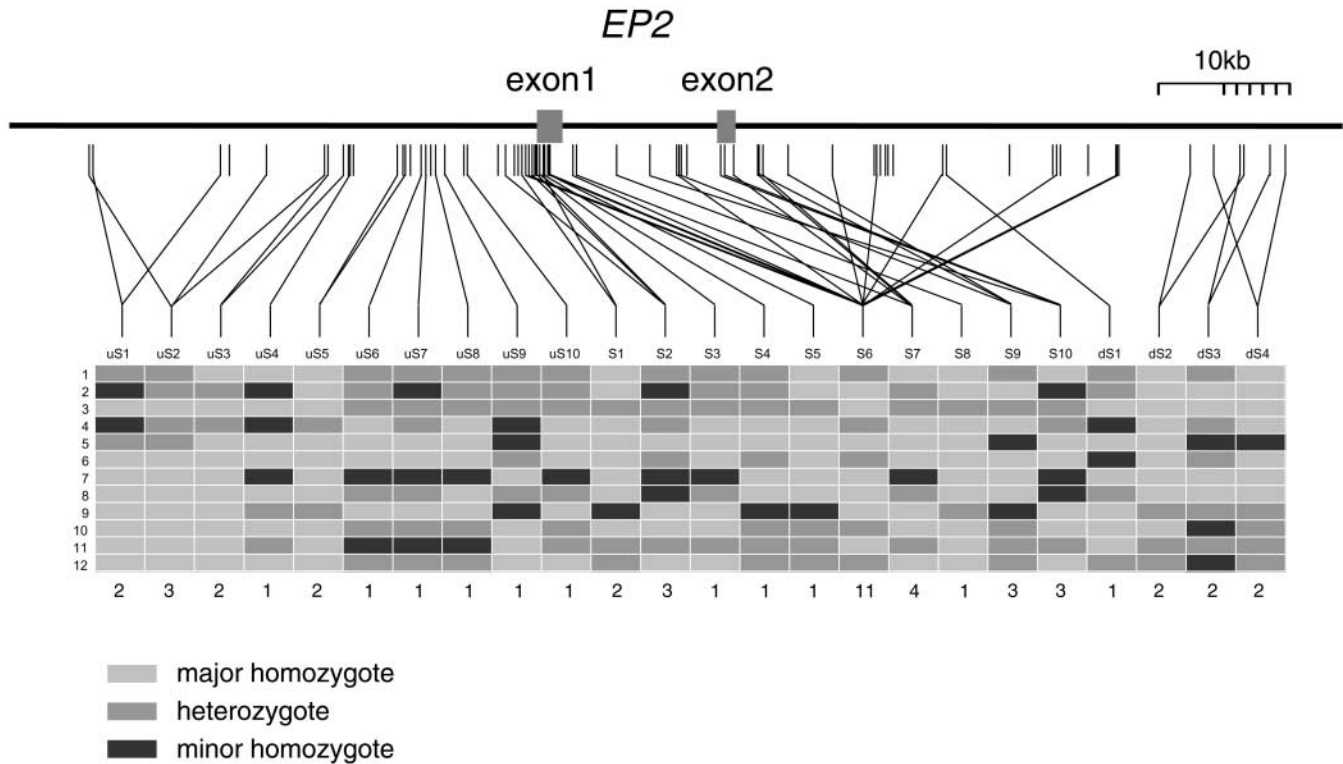 EP2
10kb
exon1 exon2
uS1 uS2 uS3 uS4 uS5 uS6 uS7 uS8 uS9 uS10 S1 S2 S3 S4 S5 S6 S7 S8 S9 S10 dS1 dS2 dS3 dS4
1
2
3
4
5
6
7
8
9
10
11
12
2 3 2 1 2 1 1 1 1 1 2 3 1 1 1 11 4 1 3 3 1 2 2 2
major homozygote
heterozygote
minor homozygote